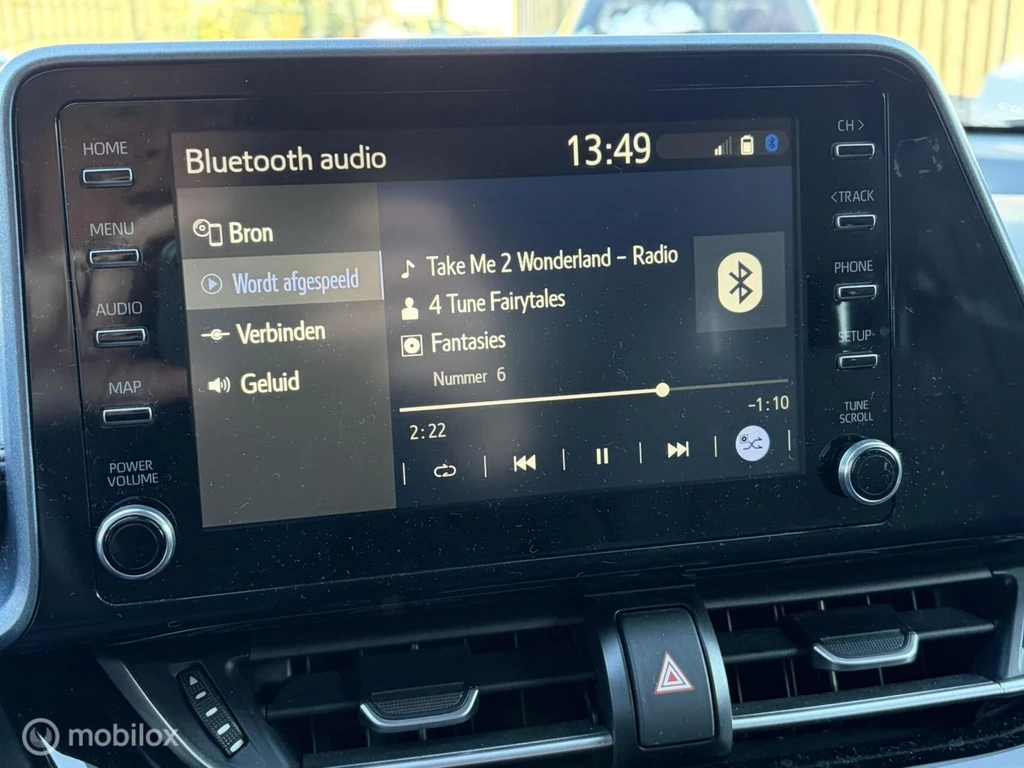 HOME
MENU
AUDIO
MAP
POWER
VOLUME
Bluetooth audio
13:49
Bron
Wordt afgespeeld
Verbinden
Geluid
Take Me 2 Wonderland – Radio
4 Tune Fairytales
Fantasies
Nummer 6
2:22
-1:10
CH >
<TRACK
PHONE
SETUP
TUNE
SCROLL
mobilox